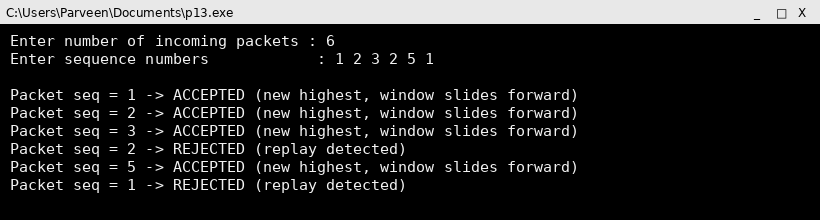 C:\Users\Parveen\Documents\p13.exe
Enter number of incoming packets : 6
Enter sequence numbers            : 1 2 3 2 5 1
Packet seq = 1 -> ACCEPTED (new highest, window slides forward)
Packet seq = 2 -> ACCEPTED (new highest, window slides forward)
Packet seq = 3 -> ACCEPTED (new highest, window slides forward)
Packet seq = 2 -> REJECTED (replay detected)
Packet seq = 5 -> ACCEPTED (new highest, window slides forward)
Packet seq = 1 -> REJECTED (replay detected)